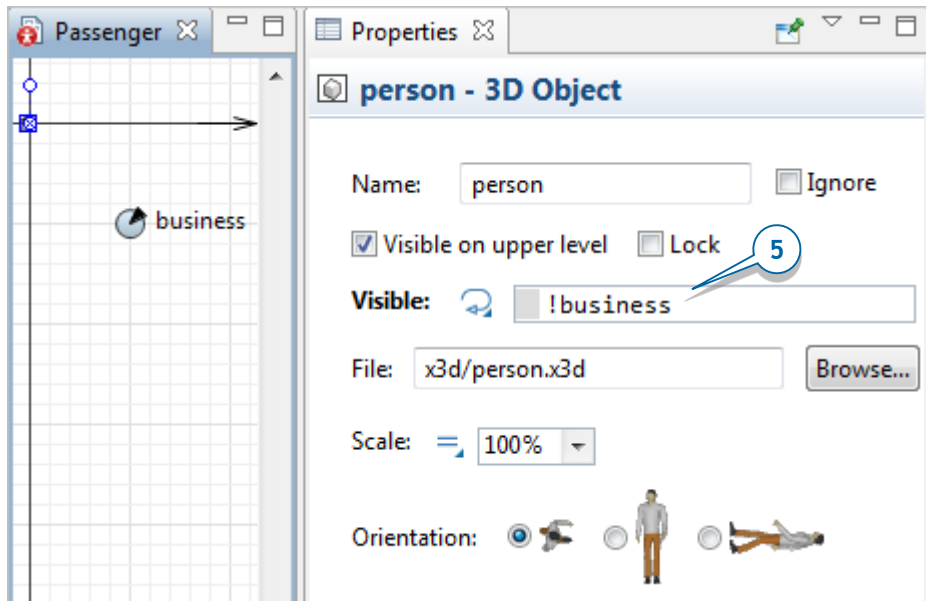 Passenger
Properties
person - 3D Object
Name: person Ignore
business
Visible on upper level Lock
5
Visible: !business
File: x3d/person.x3d Browse...
Scale: 100%
Orientation: